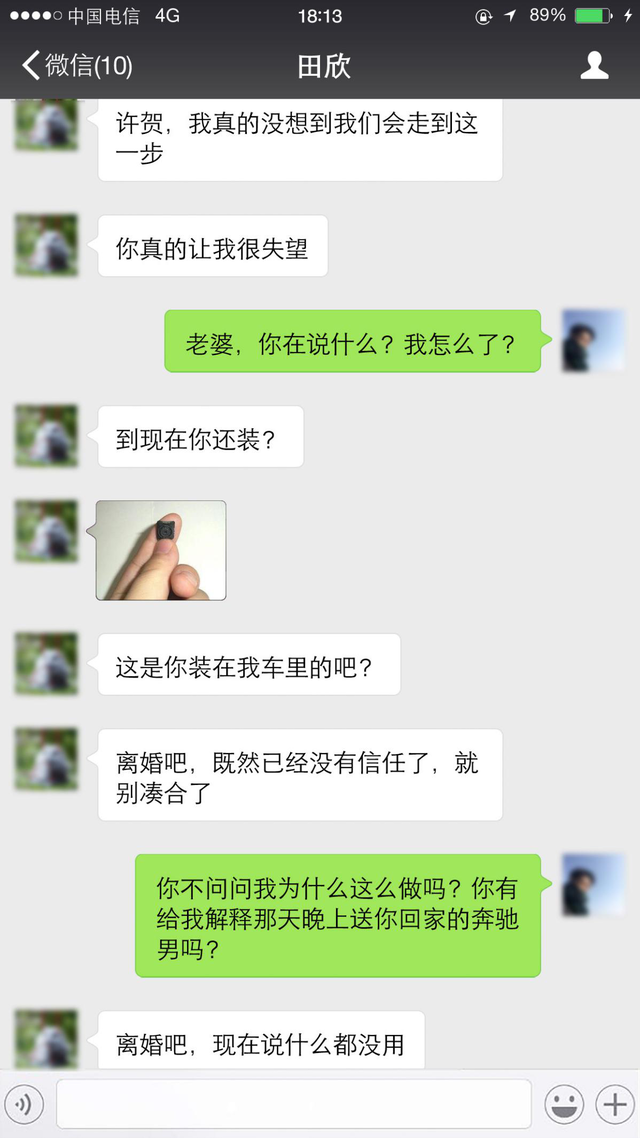 中国电信 4G 18:13 89%
微信(10) 田欣
许贺，我真的没想到我们会走到这
一步
你真的让我很失望
老婆，你在说什么？我怎么了？
到现在你还装？
这是你装在我车里的吧？
离婚吧，既然已经没有信任了，就
别凑合了
你不问问我为什么这么做吗？你有
给我解释那天晚上送你回家的奔驰
男吗？
离婚吧，现在说什么都没用